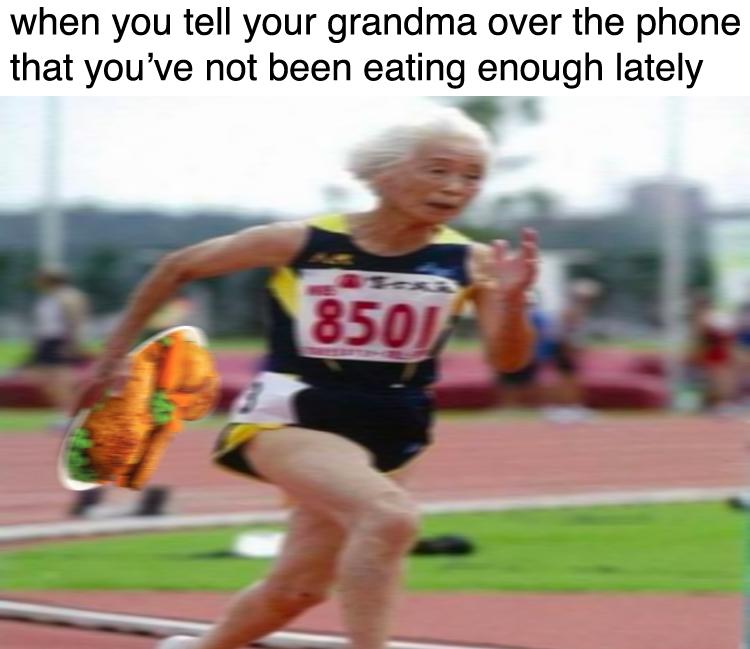 when you tell your grandma over the phone
that you've not been eating enough lately
8501
3